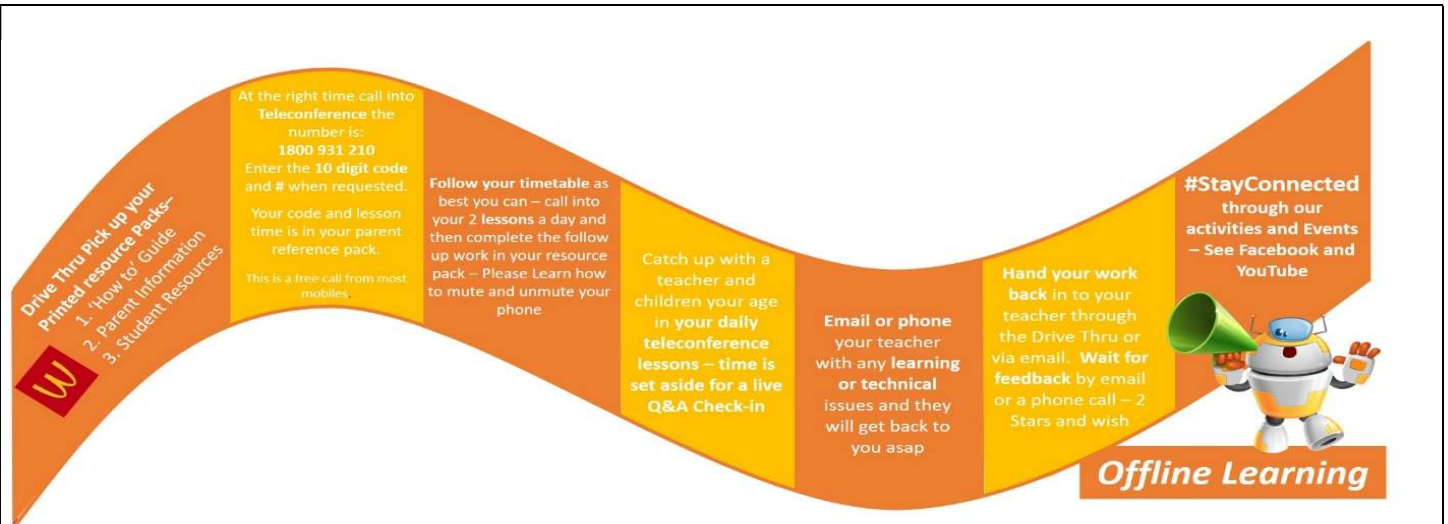 Drive Thru Pick up your
Printed resource Packs–
1. 'How to' Guide
2. Parent Information
3. Student Resources
At the right time call into
Teleconference the
number is:
1800 931 210
Enter the 10 digit code
and # when requested.
Your code and lesson
time is in your parent
reference pack.
This is a free call from most
mobiles.
Follow your timetable as
best you can – call into
your 2 lessons a day and
then complete the follow
up work in your resource
pack – Please Learn how
to mute and unmute your
phone
Catch up with a
teacher and
children your age
in your daily
teleconference
lessons – time is
set aside for a live
Q&A Check-in
Email or phone
your teacher
with any learning
or technical
issues and they
will get back to
you asap
Hand your work
back in to your
teacher through
the Drive Thru or
via email. Wait for
feedback by email
or a phone call – 2
Stars and wish
#StayConnected
through our
activities and Events
– See Facebook and
YouTube
Offline Learning